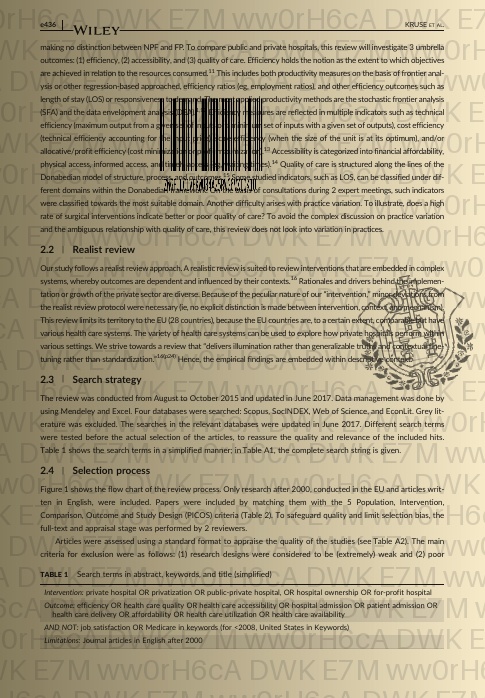 e436
WILEY
KRUSE ET AL.
making no distinction between NPF and FP. To compare public and private hospitals, this review will investigate 3 umbrella
outcomes: (1) efficiency, (2) accessibility, and (3) quality of care. Efficiency holds the notion as the extent to which objectives
are achieved in relation to the resources consumed.11 This includes both productivity measures on the basis of frontier anal-
ysis or other regression-based approaches, efficiency ratios (eg, employment ratios), and other efficiency outcomes such as
length of stay (LOS) or responsiveness to demand. The most applied productivity methods are the stochastic frontier analysis
(SFA) and the data envelopment analysis measures are reflected in multiple indicators such as technical
efficiency (maximum output from a given set of inputs with a given set of outputs), cost efficiency
(technical efficiency accounting for the efficiency (when the size of the unit is at its optimum), and/or
allocative/profit efficiency (cost minimization 13 Accessibility is categorized into financial affordability,
physical access, informed access, and times).14 Quality of care is structured along the lines of the
Donabedian model of structure, process, and outcomes.15 Some studied indicators, such as LOS, can be classified under dif-
ferent domains within the Donabedian framework. On the basis of consultations during 2 expert meetings, such indicators
were classified towards the most suitable domain. Another difficulty arises with practice variation. To illustrate, does a high
rate of surgical interventions indicate better or poor quality of care? To avoid the complex discussion on practice variation
and the ambiguous relationship with quality of care, this review does not look into variation in practices.
2.2 | Realist review
Our study follows a realist review approach. A realistic review is suited to review interventions that are embedded in complex
systems, whereby outcomes are dependent and influenced by their contexts.16 Rationales and drivers behind the implemen-
tation or growth of the private sector are diverse. Because of the peculiar nature of our "intervention," minor deviations from
the realist review protocol were necessary (ie, no explicit distinction is made between intervention, context and mechanism).
This review limits its territory to the EU (28 countries), because the EU countries are, to a certain extent, comparable but have
various health care systems. The variety of health care systems can be used to explore how private hospitals perform within
various settings. We strive towards a review that "delivers illumination rather than generalizable truths and contextual fine-
tuning rather than standardization."16(p24) Hence, the empirical findings are embedded within descriptive context.
2.3 | Search strategy
The review was conducted from August to October 2015 and updated in June 2017. Data management was done by
using Mendeley and Excel. Four databases were searched: Scopus, SocINDEX, Web of Science, and EconLit. Grey lit-
erature was excluded. The searches in the relevant databases were updated in June 2017. Different search terms
were tested before the actual selection of the articles, to reassure the quality and relevance of the included hits.
Table 1 shows the search terms in a simplified manner; in Table A1, the complete search string is given.
2.4 | Selection process
Figure 1 shows the flow chart of the review process. Only research after 2000, conducted in the EU and articles writ-
ten in English, were included. Papers were included by matching them with the 5 Population, Intervention,
Comparison, Outcome and Study Design (PICOS) criteria (Table 2). To safeguard quality and limit selection bias, the
full-text and appraisal stage was performed by 2 reviewers.
Articles were assessed using a standard format to appraise the quality of the studies (see Table A2). The main
criteria for exclusion were as follows: (1) research designs were considered to be (extremely) weak and (2) poor
TABLE 1 Search terms in abstract, keywords, and title (simplified)
Intervention: private hospital OR privatization OR public-private hospital, OR hospital ownership OR for-profit hospital
Outcome: efficiency OR health care quality OR health care accessibility OR hospital admission OR patient admission OR
health care delivery OR affordability OR health care utilization OR health care availability
AND NOT: job satisfaction OR Medicare in keywords (for <2008, United States in Keywords)
Limitations: Journal articles in English after 2000